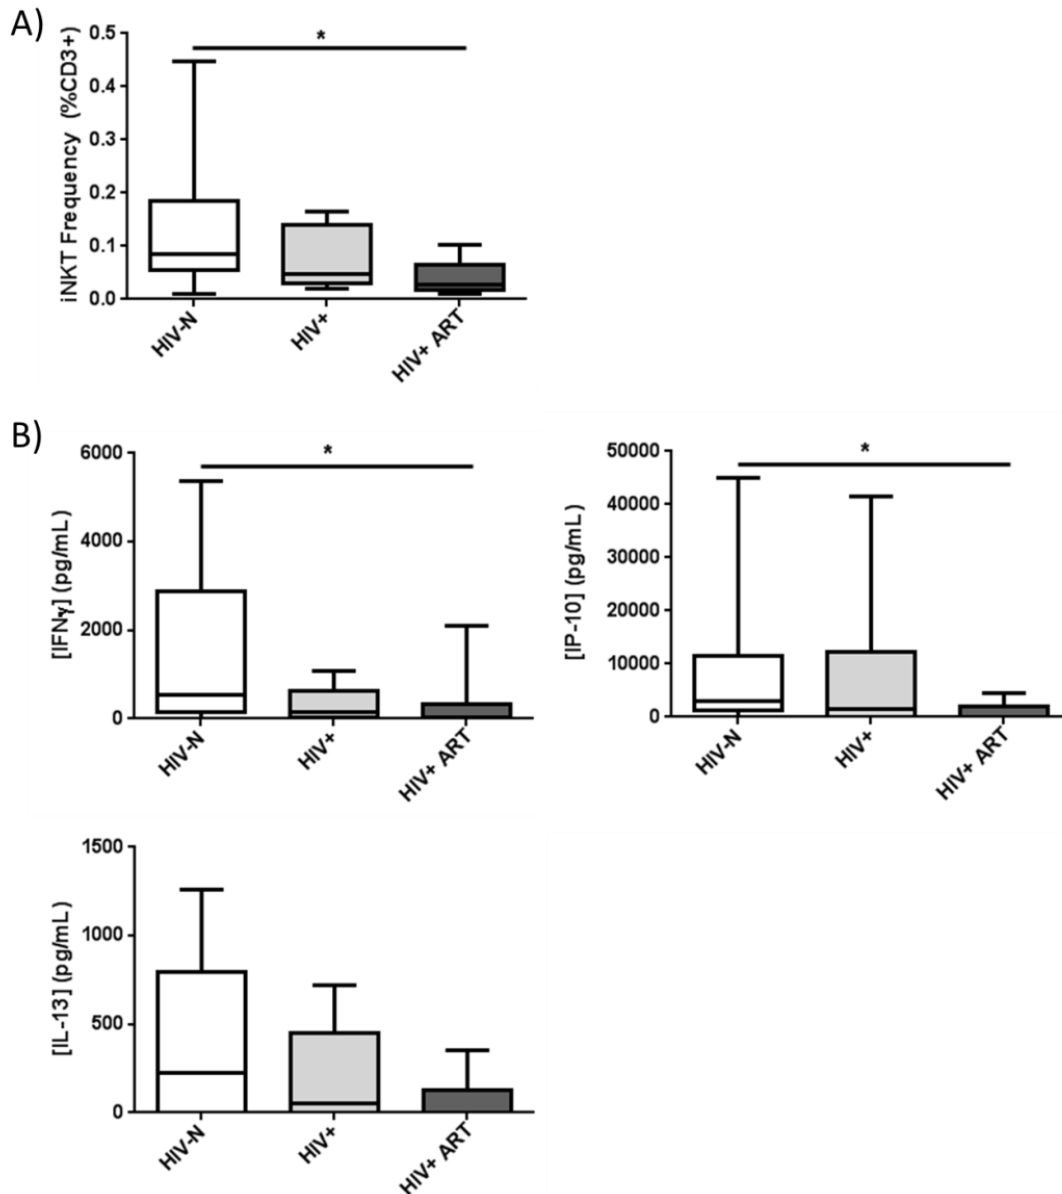 A)
iNKT Frequency (%CD3+)
0.5
0.4
0.3
0.2
0.1
0.0
*
HIV-N
HIV+
HIV+ ART
B)
[IFNγ] (pg/mL)
6000
4000
2000
0
*
HIV-N
HIV+
HIV+ ART
[IP-10] (pg/mL)
50000
40000
30000
20000
10000
0
*
HIV-N
HIV+
HIV+ ART
[IL-13] (pg/mL)
1500
1000
500
0
HIV-N
HIV+
HIV+ ART